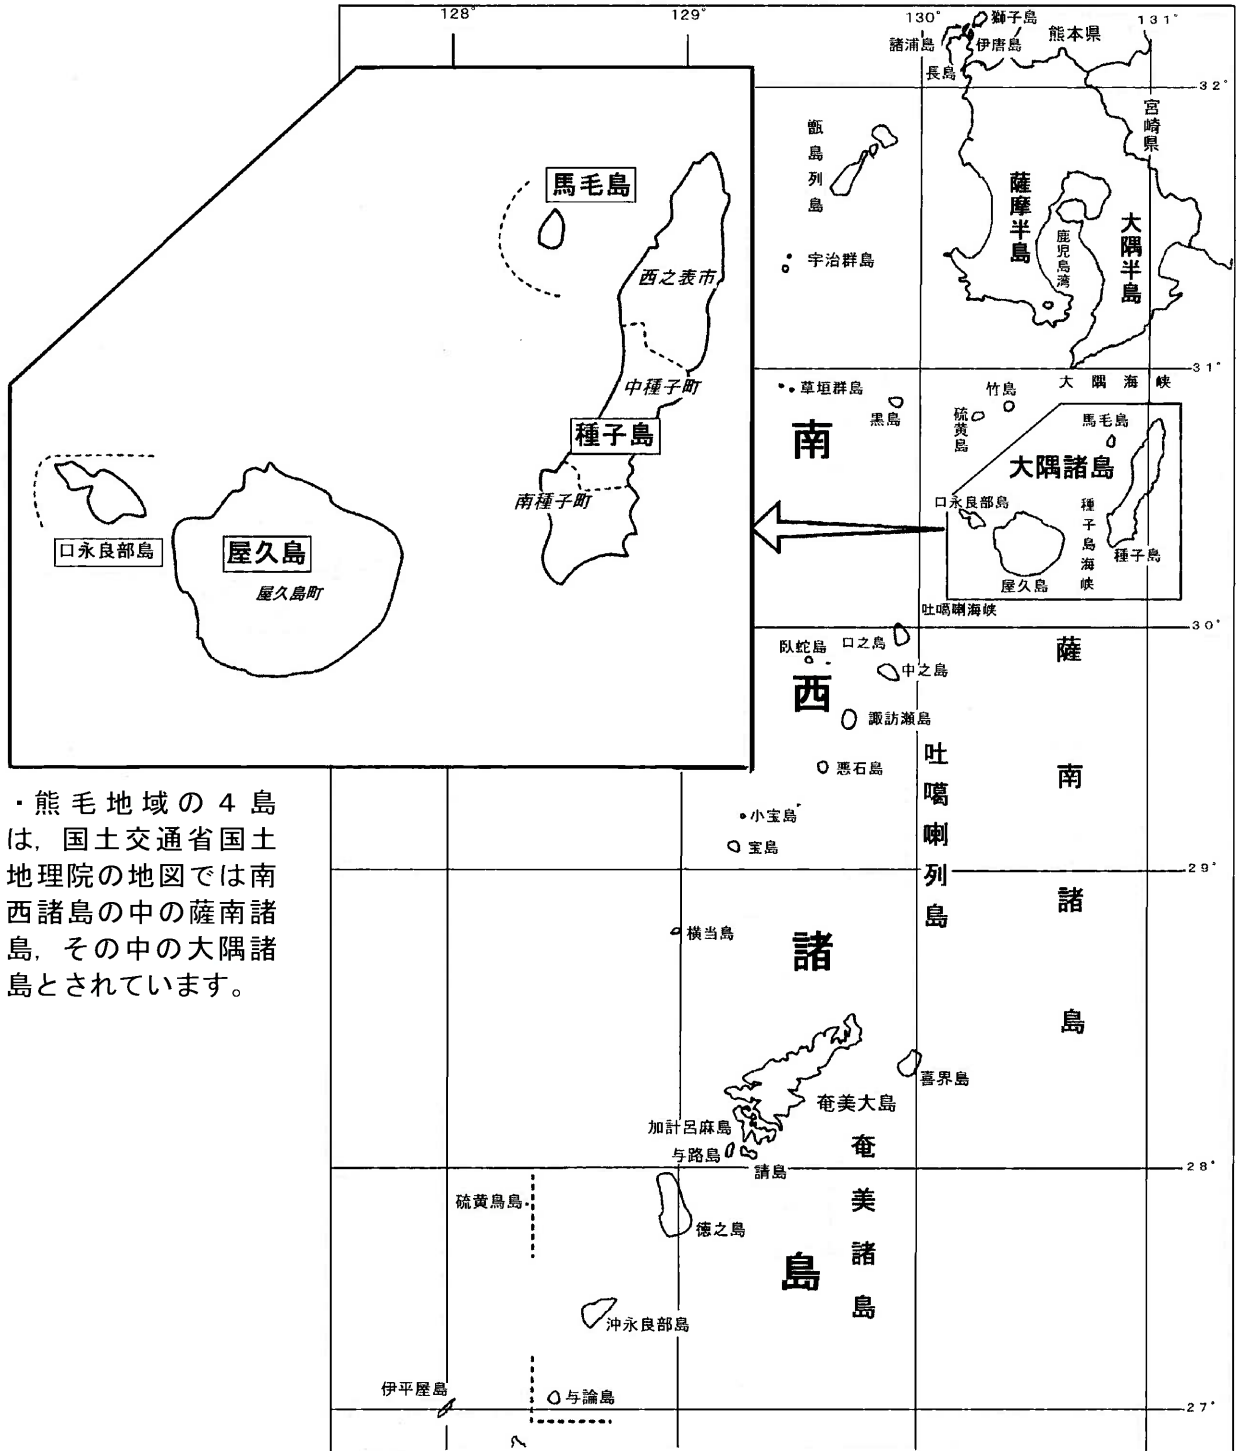 128°
129°
130°
131°
獅子島
諸浦島
伊唐島
熊本県
長島
32°
宮崎県
甑島列島
薩摩半島
鹿児島湾
大隅半島
宇治群島
31°
大隅海峡
草垣群島
黒島
竹島
硫黄島
馬毛島
大隅諸島
口永良部島
種子島海峡
種子島
屋久島
吐噶喇海峡
30°
馬毛島
西之表市
中種子町
種子島
南種子町
口永良部島
屋久島
屋久島町
・熊毛地域の4島
は，国土交通省国土
地理院の地図では南
西諸島の中の薩南諸
島，その中の大隅諸
島とされています。
南西諸島
薩南諸島
臥蛇島
口之島
中之島
諏訪瀬島
悪石島
吐噶喇列島
小宝島
宝島
29°
横当島
喜界島
奄美大島
加計呂麻島
与路島
請島
28°
奄美諸島
硫黄鳥島
徳之島
沖永良部島
伊平屋島
与論島
27°